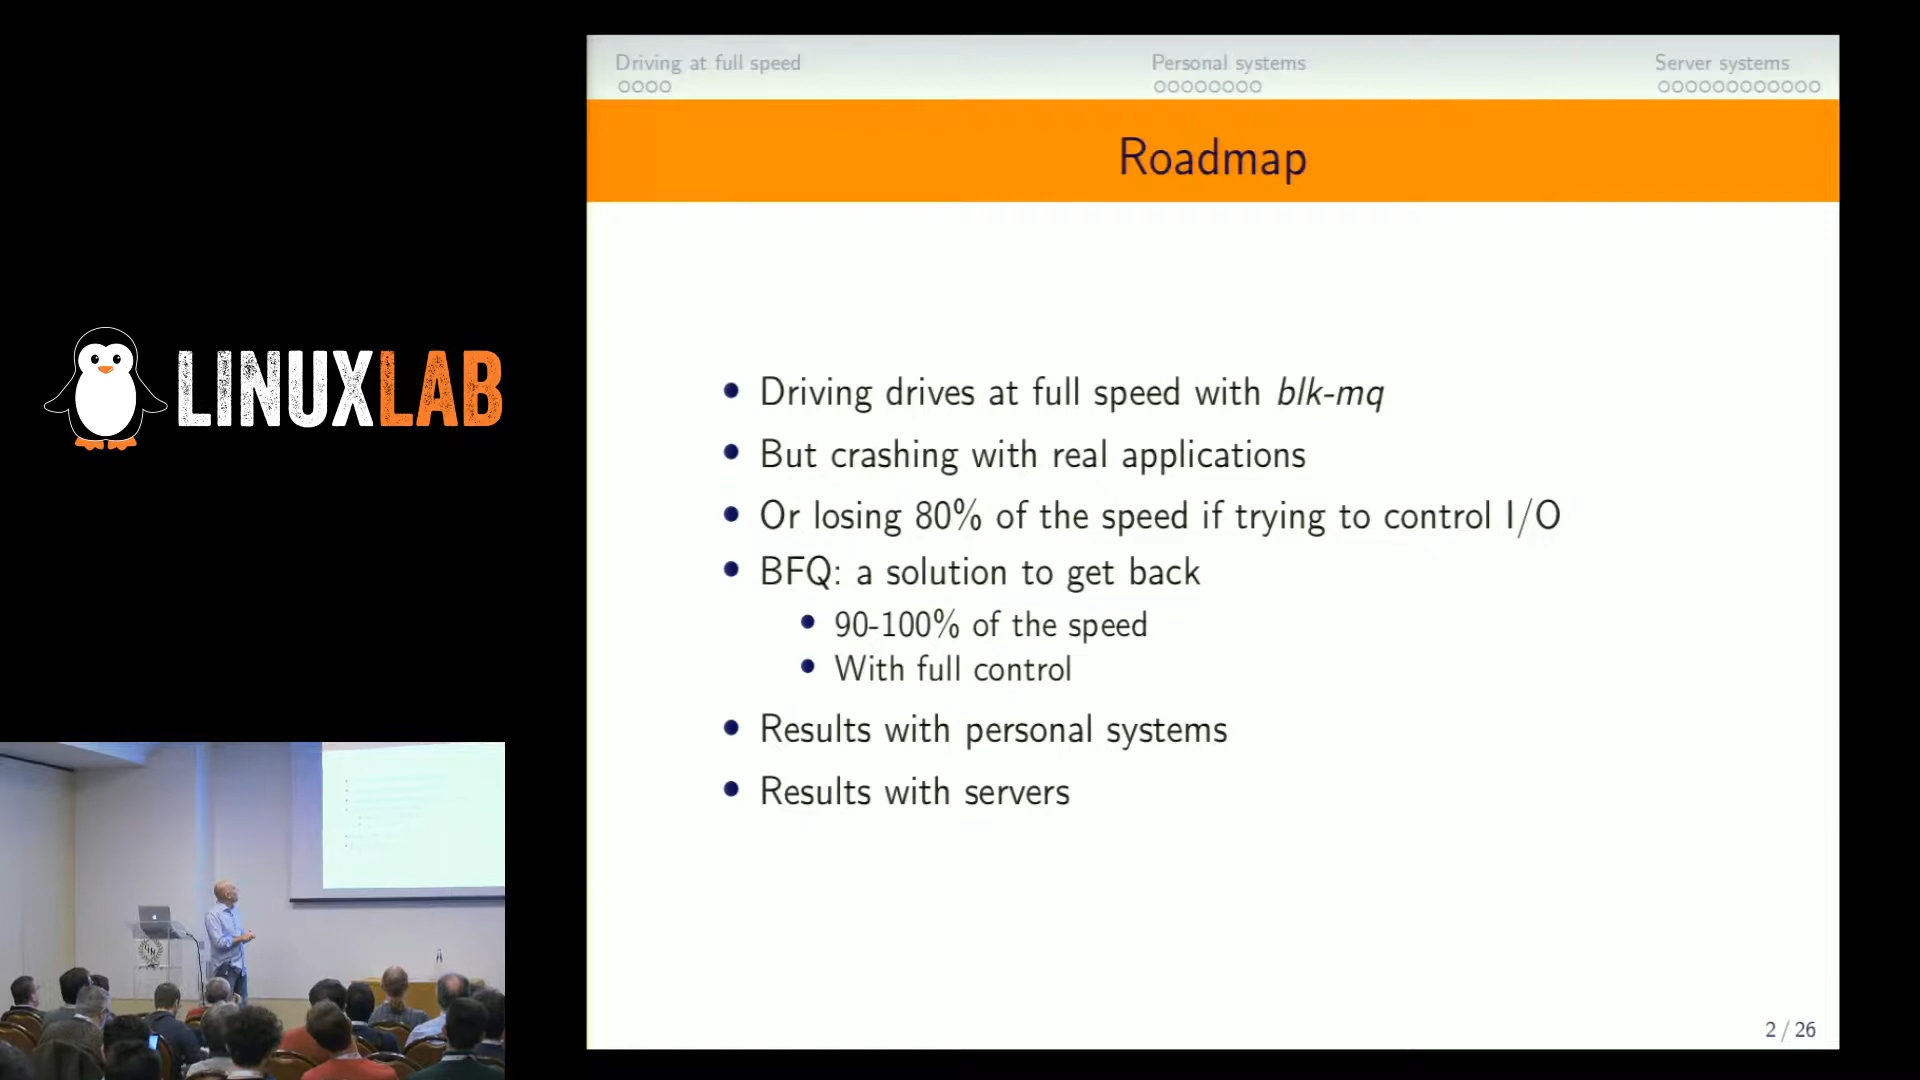 Driving at full speed
Personal systems
Server systems
Roadmap
LINUXLAB
Driving drives at full speed with blk-mq
But crashing with real applications
Or losing 80% of the speed if trying to control I/O
BFQ: a solution to get back
90-100% of the speed
With full control
Results with personal systems
Results with servers
2 / 26